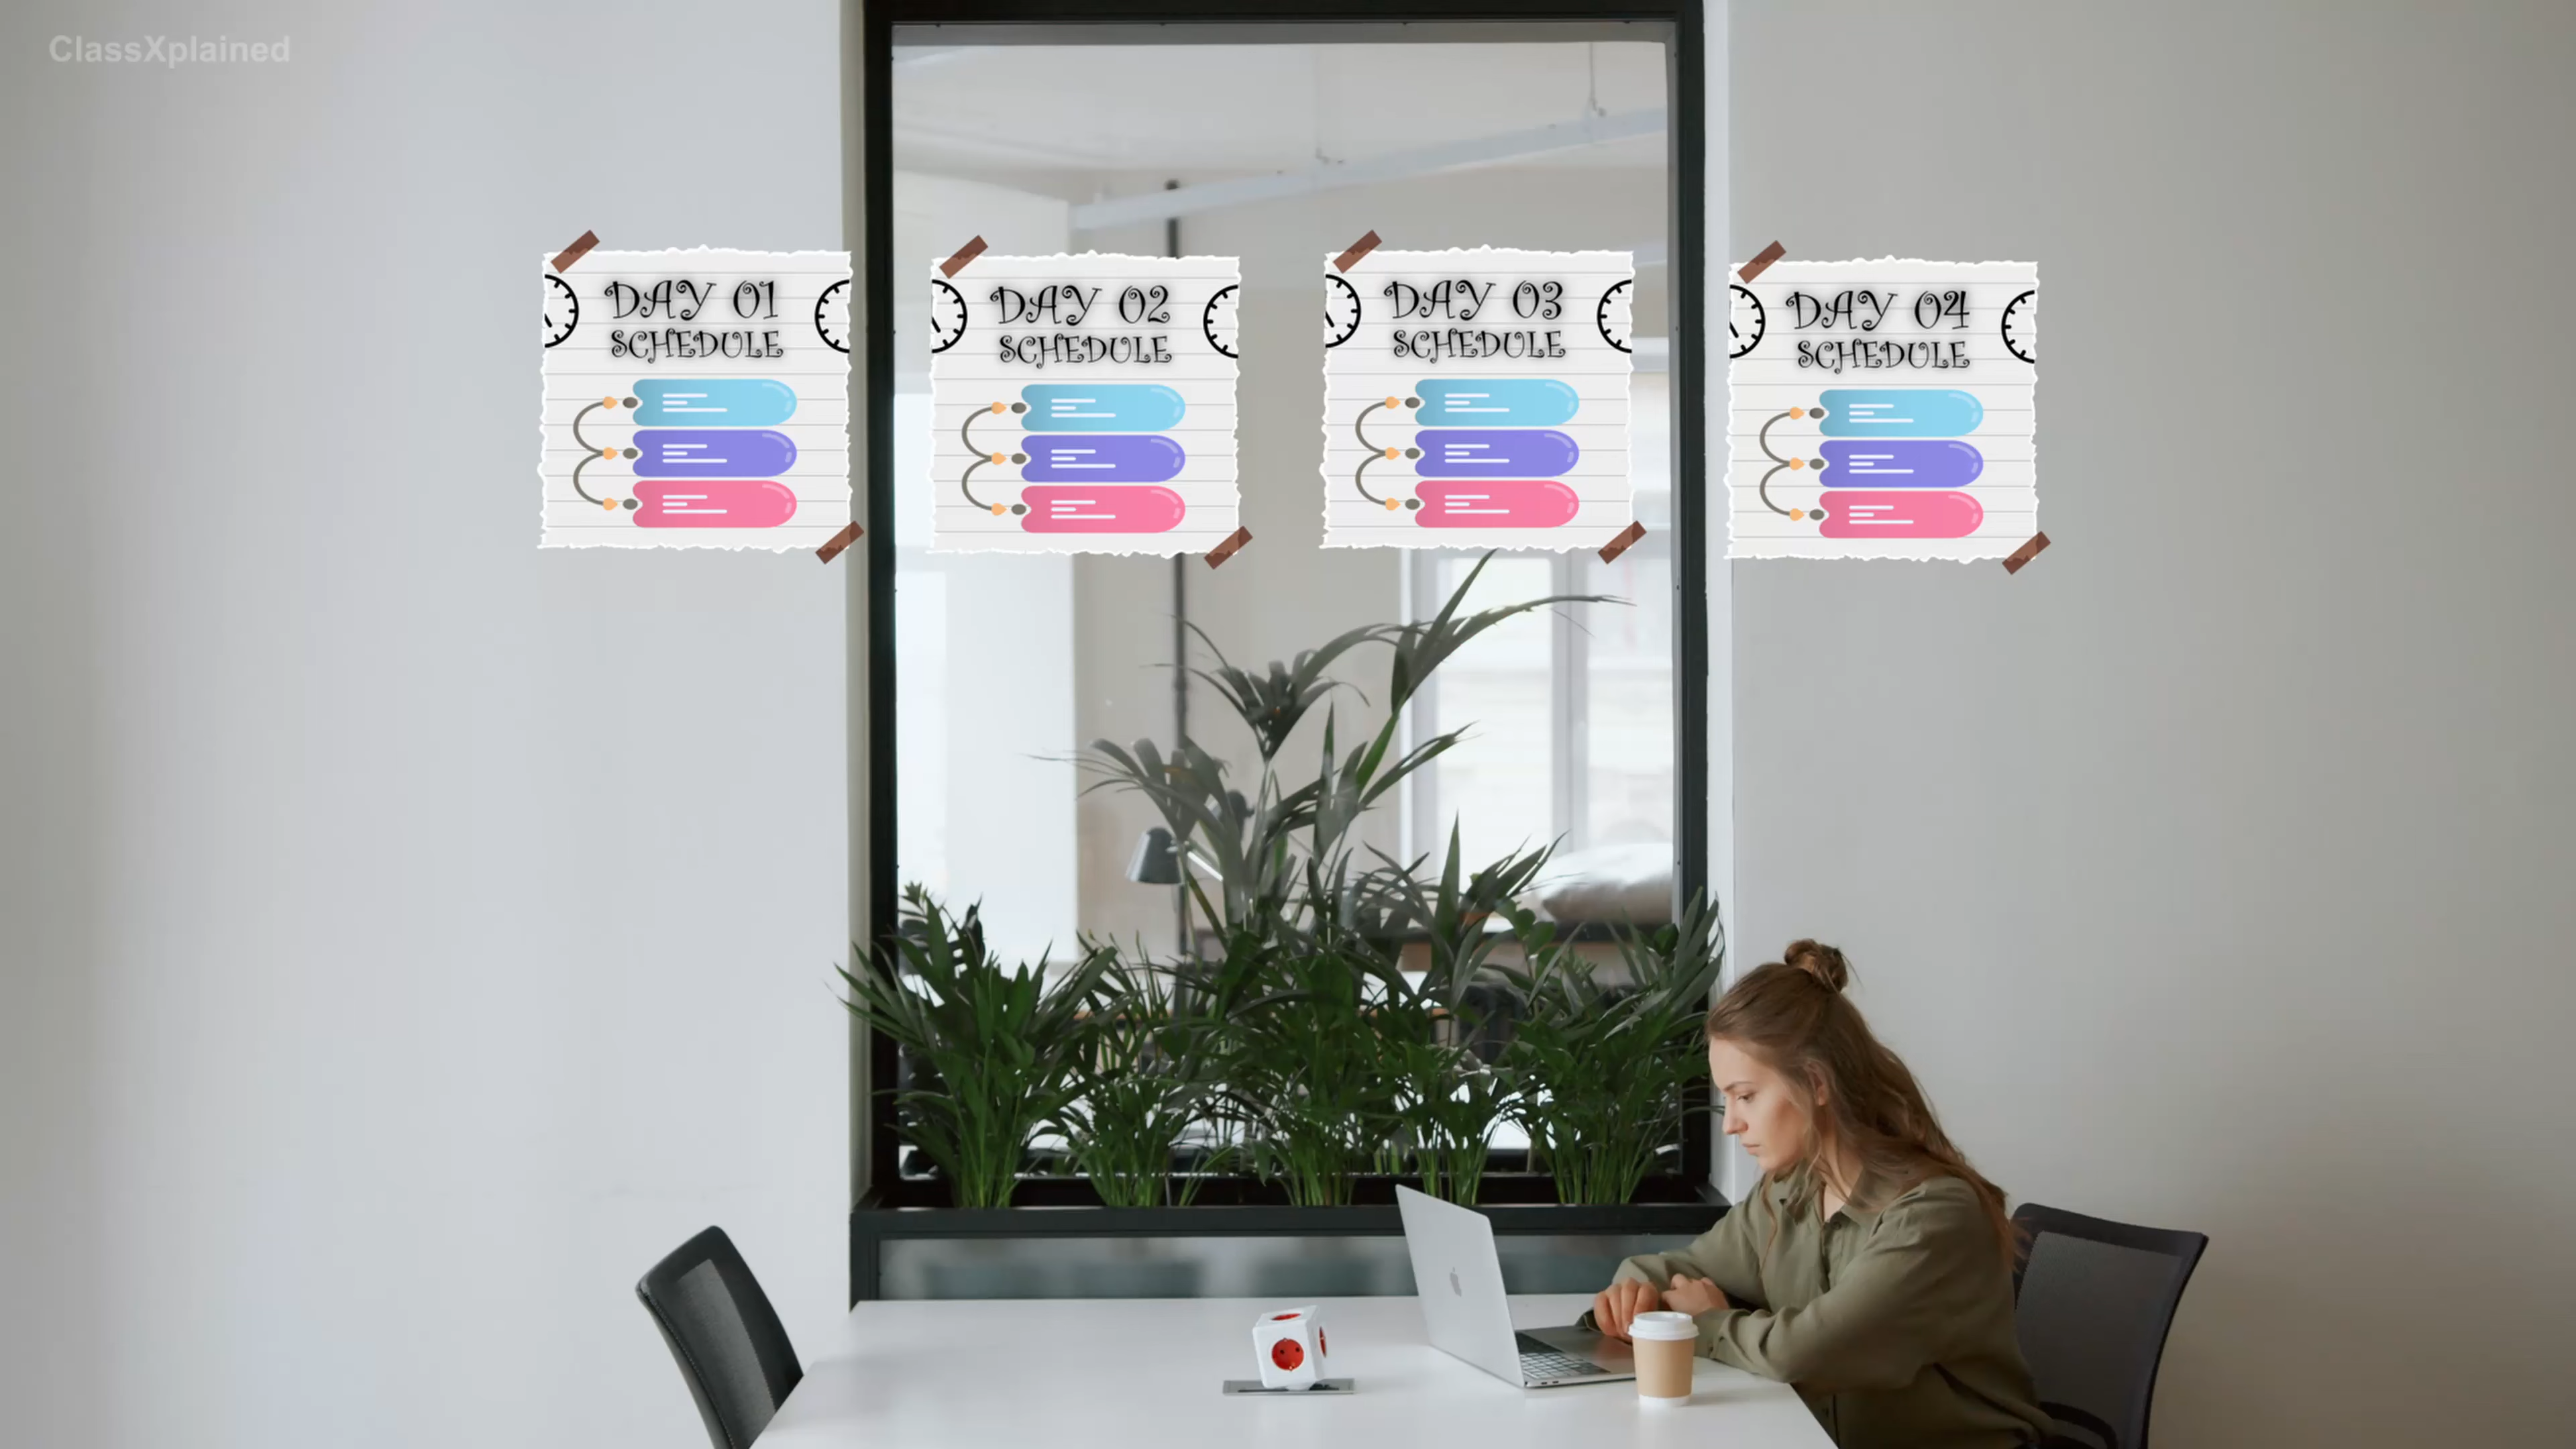 ClassXplained
DAY 01
SCHEDULE
DAY 02
SCHEDULE
DAY 03
SCHEDULE
DAY 04
SCHEDULE